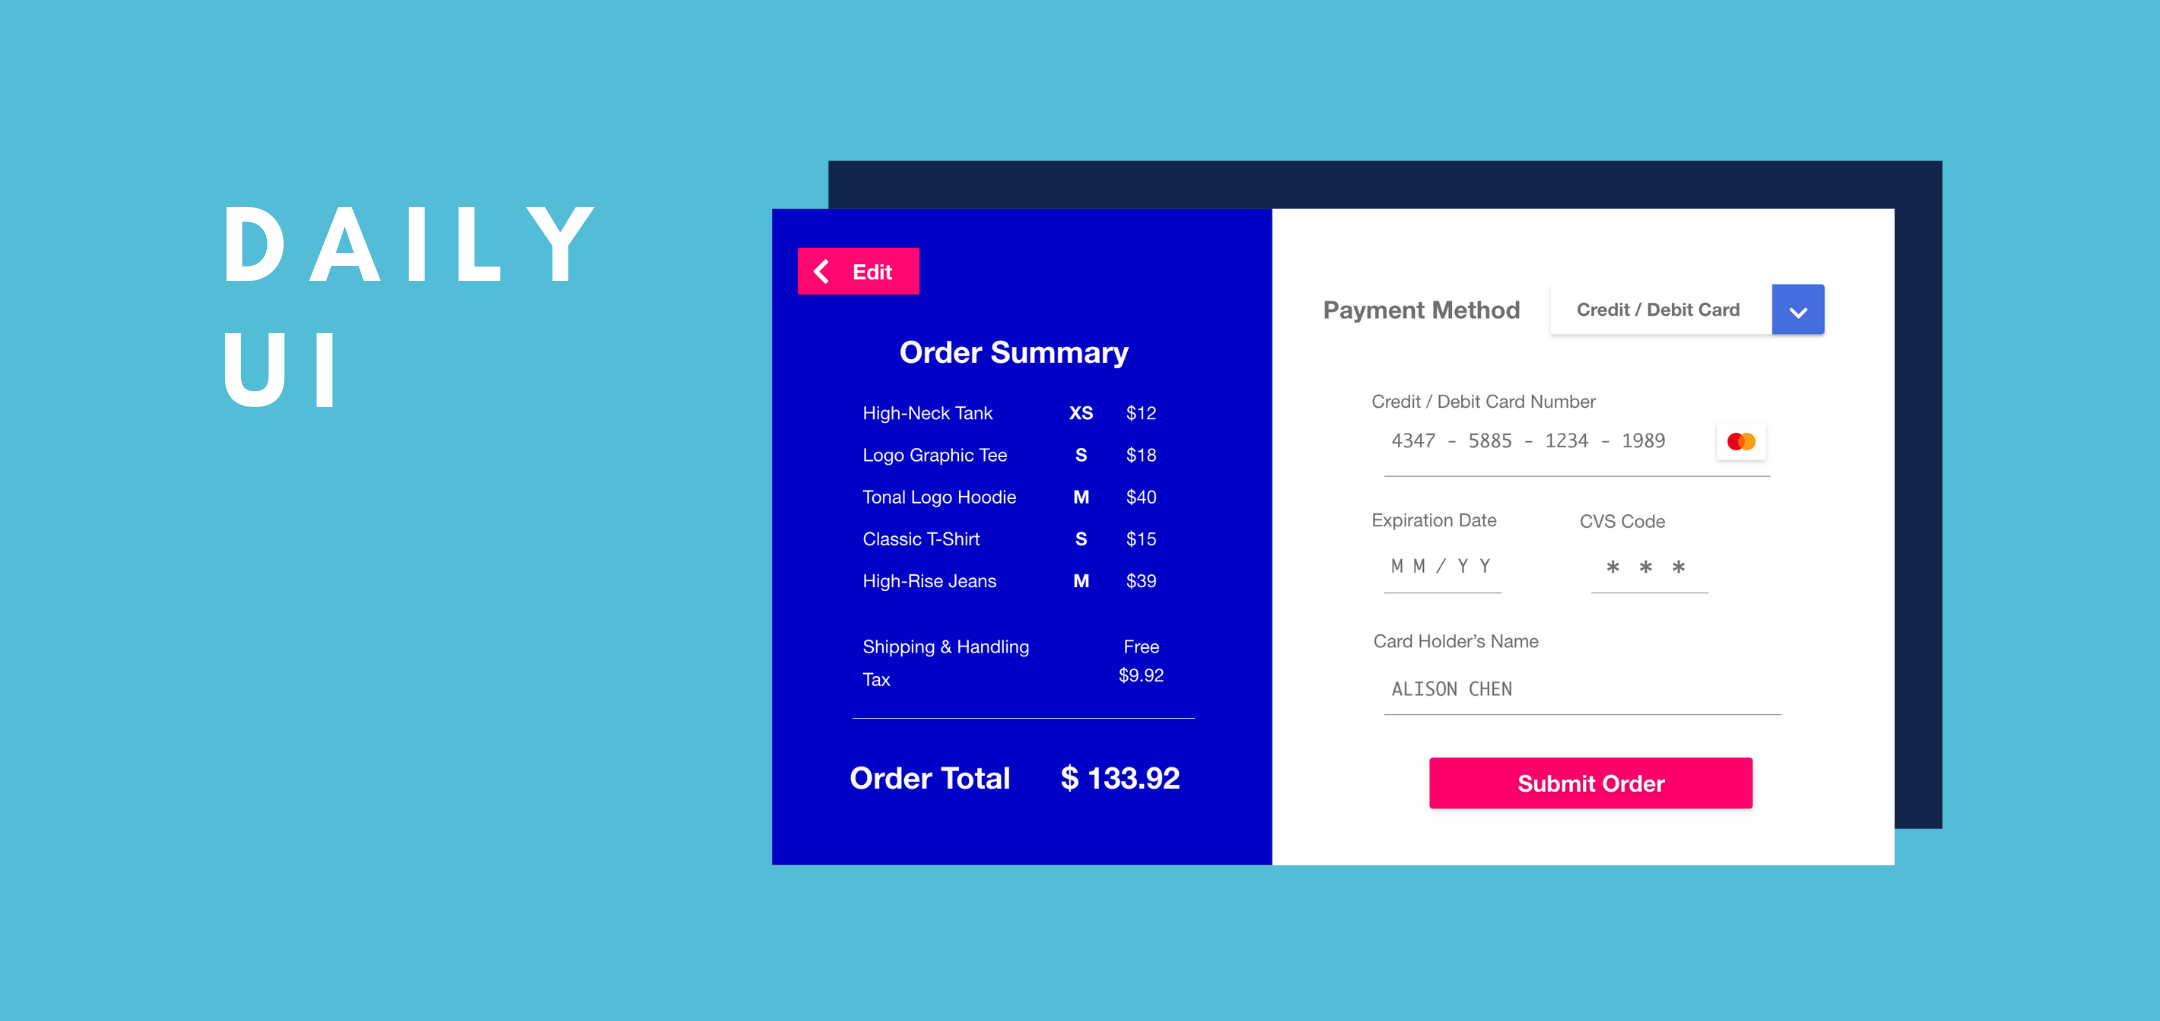 DAILY
UI
Edit
Order Summary
High-Neck Tank XS $12
Logo Graphic Tee S $18
Tonal Logo Hoodie M $40
Classic T-Shirt S $15
High-Rise Jeans M $39
Shipping & Handling Free
Tax $9.92
Order Total $ 133.92
Payment Method Credit / Debit Card
Credit / Debit Card Number
4347 - 5885 - 1234 - 1989
Expiration Date CVS Code
MM/YY * * *
Card Holder’s Name
ALISON CHEN
Submit Order